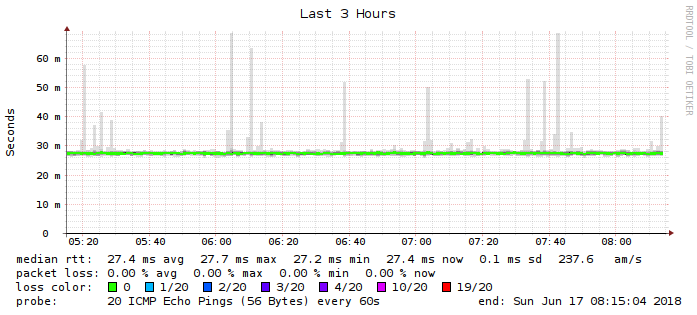 Last 3 Hours
RRDTOOL / TOBI OETIKER
Seconds
60 m
50 m
40 m
30 m
20 m
10 m
0
05:20 05:40 06:00 06:20 06:40 07:00 07:20 07:40 08:00
median rtt: 27.4 ms avg 27.7 ms max 27.2 ms min 27.4 ms now 0.1 ms sd 237.6 am/s
packet loss: 0.00 % avg 0.00 % max 0.00 % min 0.00 % now
loss color: 0 1/20 2/20 3/20 4/20 10/20 19/20
probe: 20 ICMP Echo Pings (56 Bytes) every 60s end: Sun Jun 17 08:15:04 2018